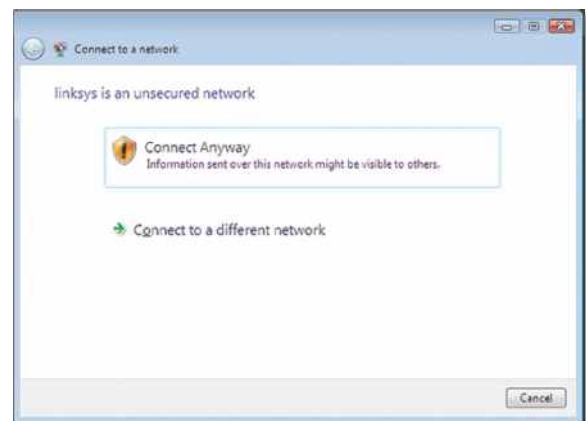 Connect to a network
linksys is an unsecured network
Connect Anyway
Information sent over this network might be visible to others.
Connect to a different network
Cancel